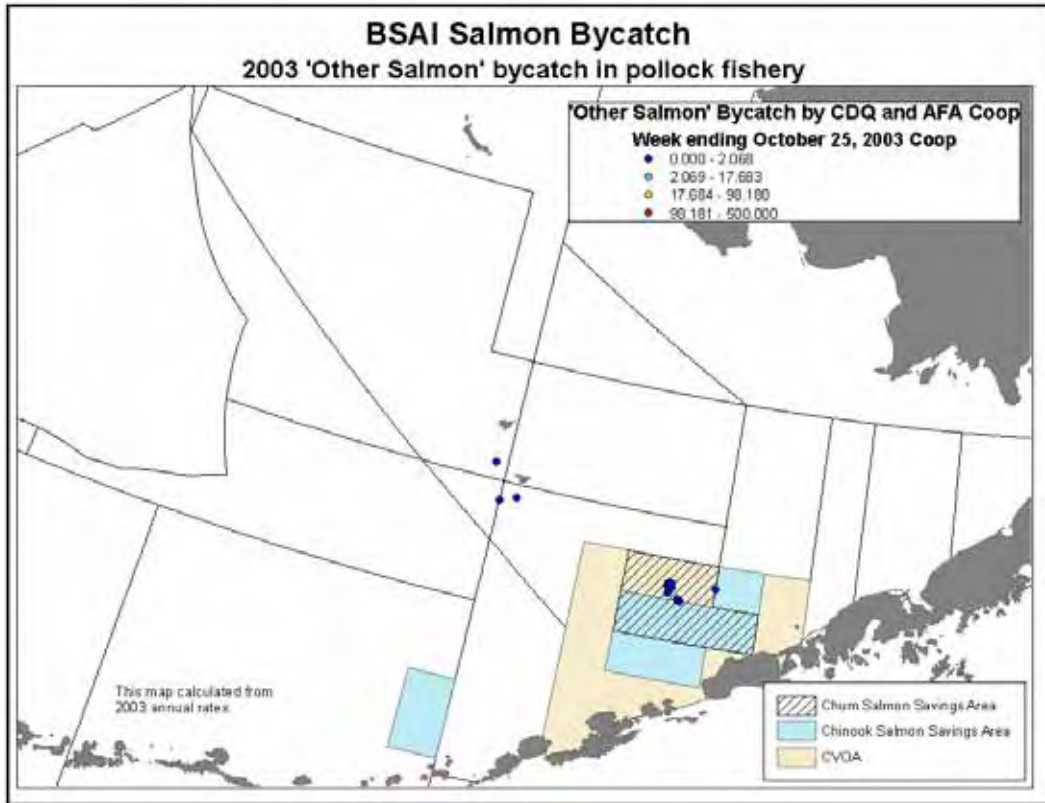 BSAI Salmon Bycatch
2003 'Other Salmon' bycatch in pollock fishery
'Other Salmon' Bycatch by CDQ and AFA Coop
Week ending October 25, 2003 Coop
0.000 - 2.068
2.069 - 17.683
17.684 - 98.180
98.181 - 500.000
This map calculated from
2003 annual rates.
Chum Salmon Savings Area
Chinook Salmon Savings Area
CVOA